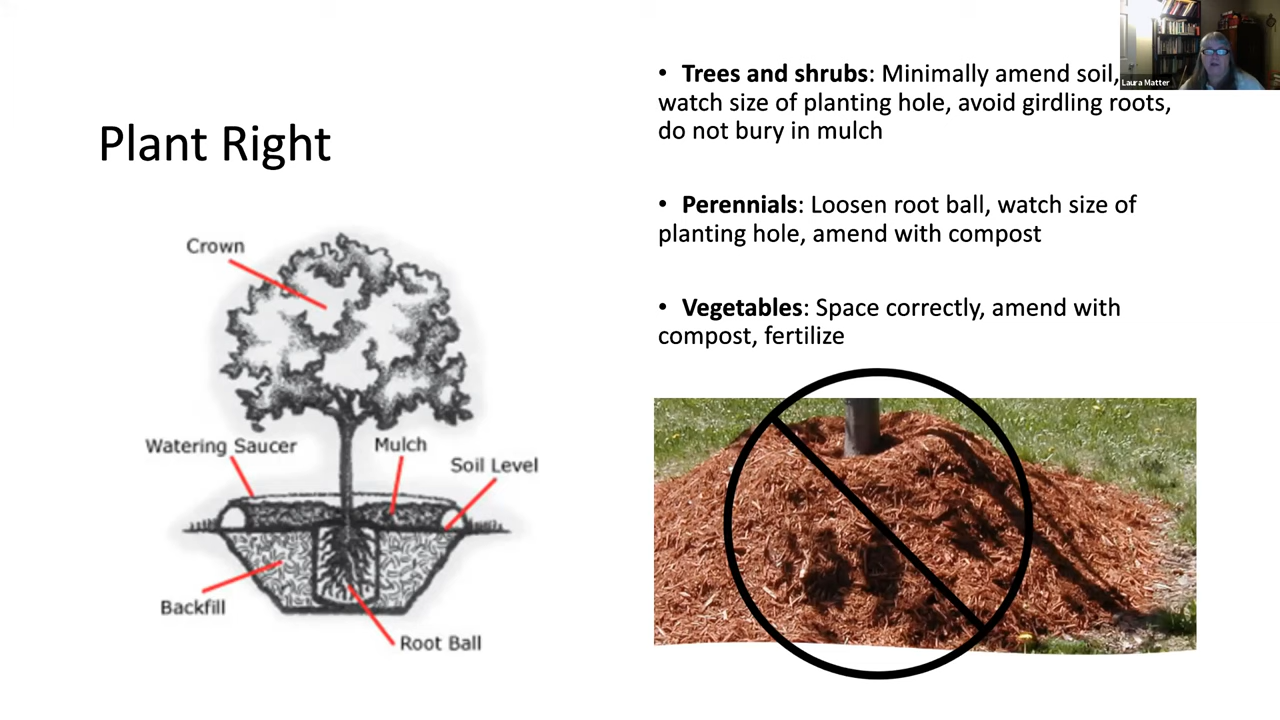 Plant Right
• Trees and shrubs: Minimally amend soil,
watch size of planting hole, avoid girdling roots,
do not bury in mulch
• Perennials: Loosen root ball, watch size of
planting hole, amend with compost
• Vegetables: Space correctly, amend with
compost, fertilize
Laura Matter
Crown
Watering Saucer
Mulch
Soil Level
Backfill
Root Ball